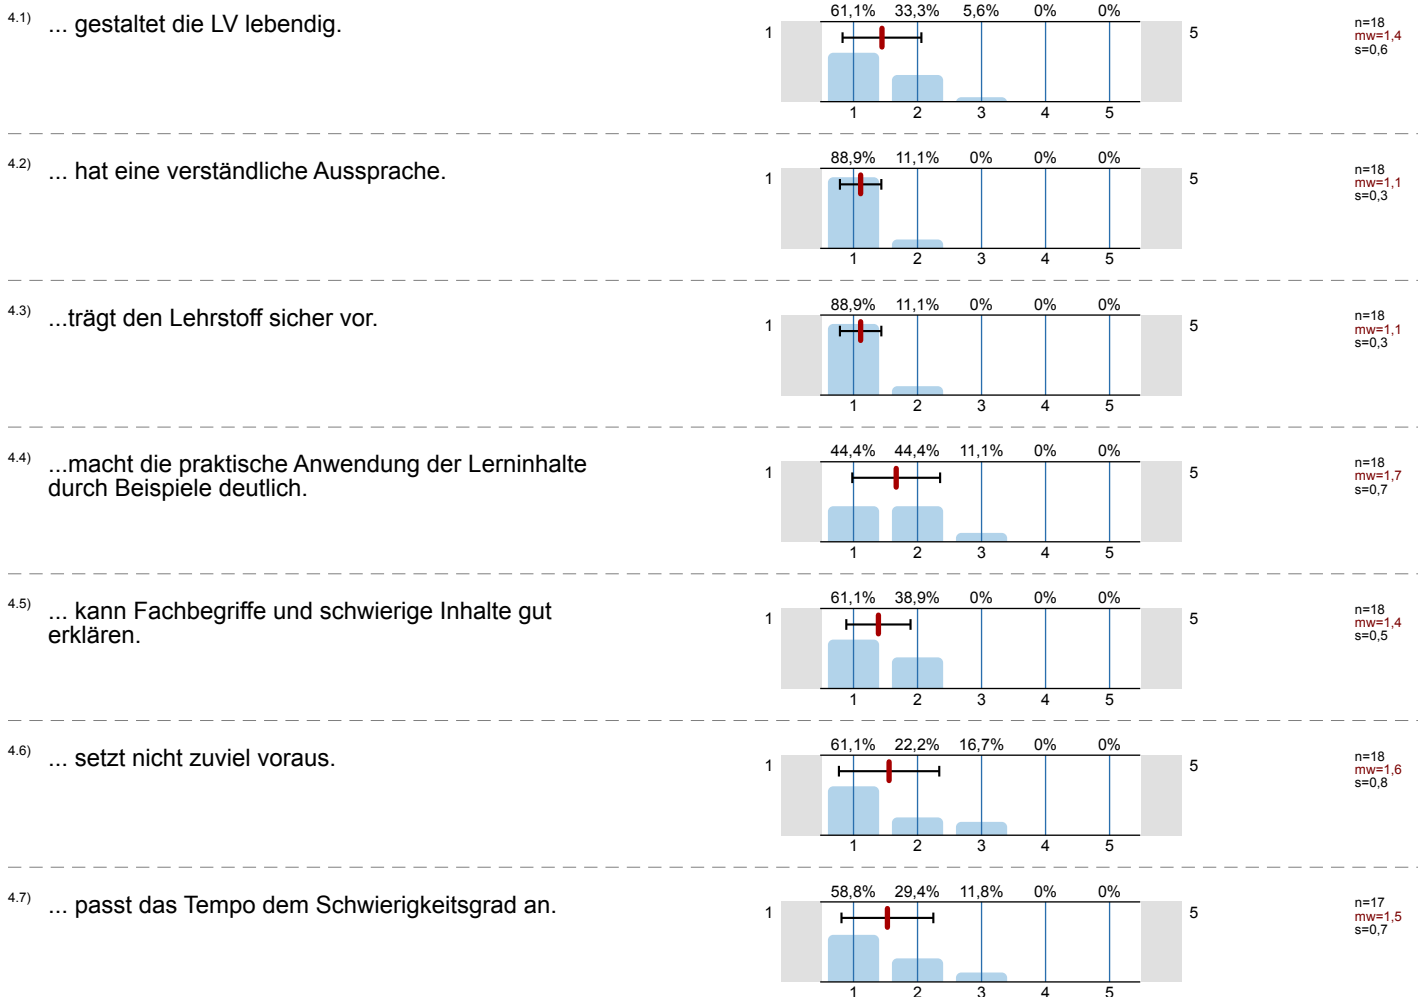 4.1) ... gestaltet die LV lebendig.
61,1% 33,3% 5,6% 0% 0%
1 5
n=18
mw=1,4
s=0,6
1 2 3 4 5
4.2) ... hat eine verständliche Aussprache.
88,9% 11,1% 0% 0% 0%
1 5
n=18
mw=1,1
s=0,3
1 2 3 4 5
4.3) ...trägt den Lehrstoff sicher vor.
88,9% 11,1% 0% 0% 0%
1 5
n=18
mw=1,1
s=0,3
1 2 3 4 5
4.4) ...macht die praktische Anwendung der Lerninhalte
durch Beispiele deutlich.
44,4% 44,4% 11,1% 0% 0%
1 5
n=18
mw=1,7
s=0,7
1 2 3 4 5
4.5) ... kann Fachbegriffe und schwierige Inhalte gut
erklären.
61,1% 38,9% 0% 0% 0%
1 5
n=18
mw=1,4
s=0,5
1 2 3 4 5
4.6) ... setzt nicht zuviel voraus.
61,1% 22,2% 16,7% 0% 0%
1 5
n=18
mw=1,6
s=0,8
1 2 3 4 5
4.7) ... passt das Tempo dem Schwierigkeitsgrad an.
58,8% 29,4% 11,8% 0% 0%
1 5
n=17
mw=1,5
s=0,7
1 2 3 4 5